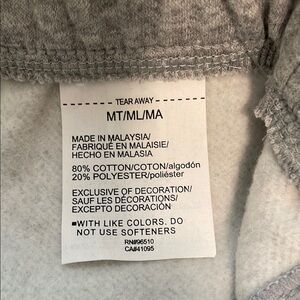 TEAR AWAY
MT/ML/MA
MADE IN MALAYSIA/
FABRIQUÉ EN MALAISIE/
HECHO EN MALASIA
80% COTTON/COTON/algodón
20% POLYESTER/poliéster
EXCLUSIVE OF DECORATION/
SAUF LES DÉCORATIONS/
EXCEPTO DECORACIÓN
■WITH LIKE COLORS. DO
NOT USE SOFTENERS
RN#96510
CA#41095